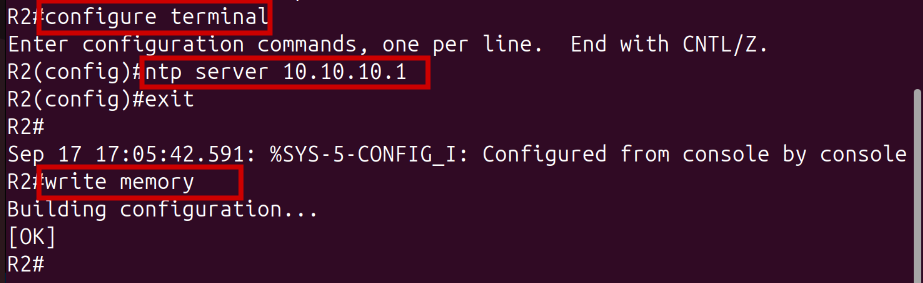 R2#configure terminal
Enter configuration commands, one per line.  End with CNTL/Z.
R2(config)#ntp server 10.10.10.1
R2(config)#exit
R2#
Sep 17 17:05:42.591: %SYS-5-CONFIG_I: Configured from console by console
R2#write memory
Building configuration...
[OK]
R2#